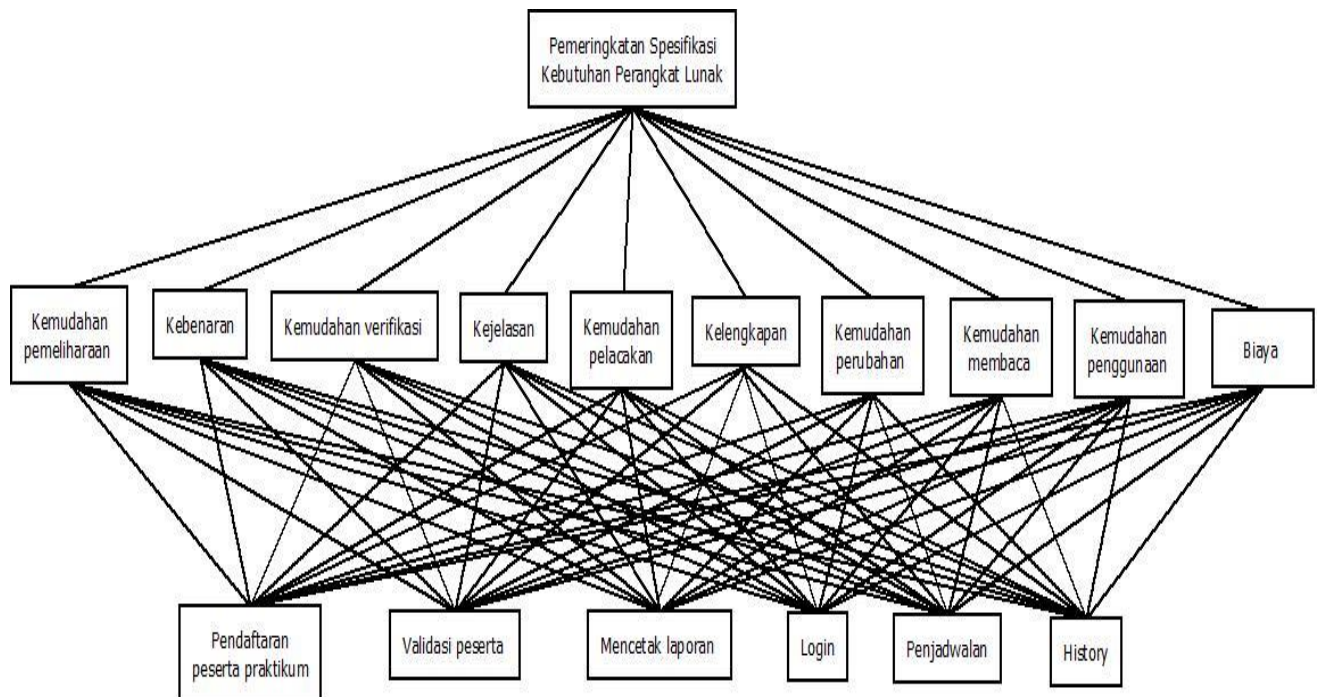 Pemeringkatan Spesifikasi
Kebutuhan Perangkat Lunak
Kemudahan
pemeliharaan
Kebenaran
Kemudahan verifikasi
Kejelasan
Kemudahan
pelacakan
Kelengkapan
Kemudahan
perubahan
Kemudahan
membaca
Kemudahan
penggunaan
Biaya
Pendaftaran
peserta praktikum
Validasi peserta
Mencetak laporan
Login
Penjadwalan
History